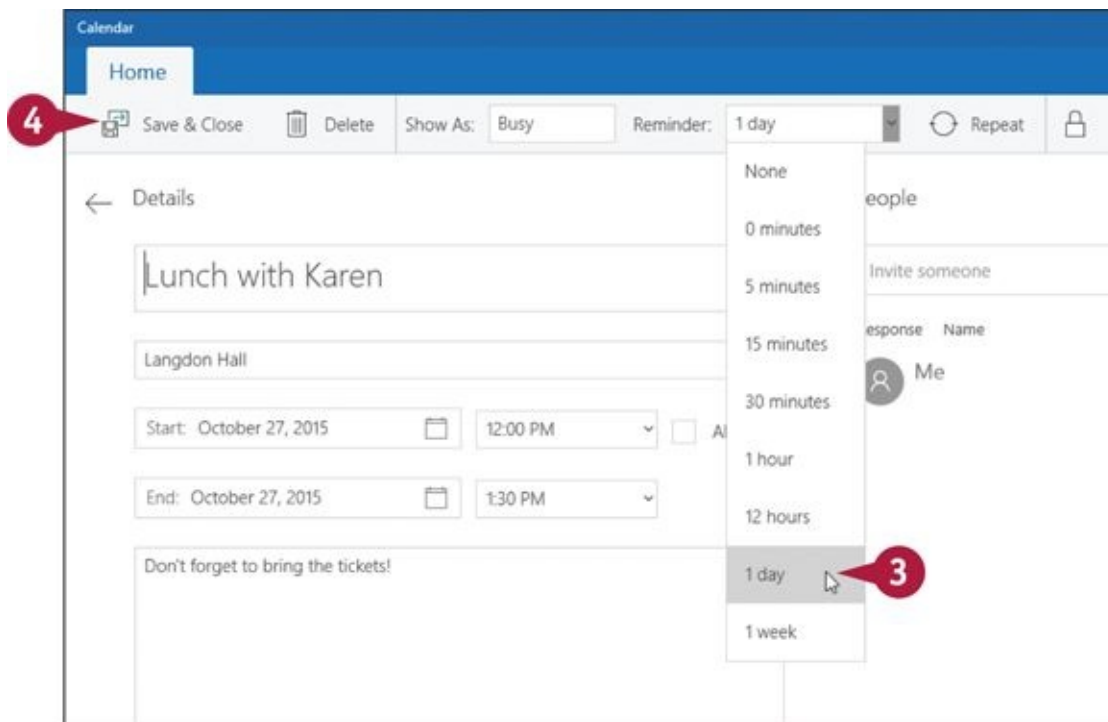 Calendar
Home
4 Save & Close Delete Show As: Busy Reminder: 1 day Repeat
Details
eople
Lunch with Karen
Invite someone
Langdon Hall
esponse Name
Me
Start: October 27, 2015 12:00 PM Al
End: October 27, 2015 1:30 PM
Don't forget to bring the tickets!
None
0 minutes
5 minutes
15 minutes
30 minutes
1 hour
12 hours
1 day 3
1 week